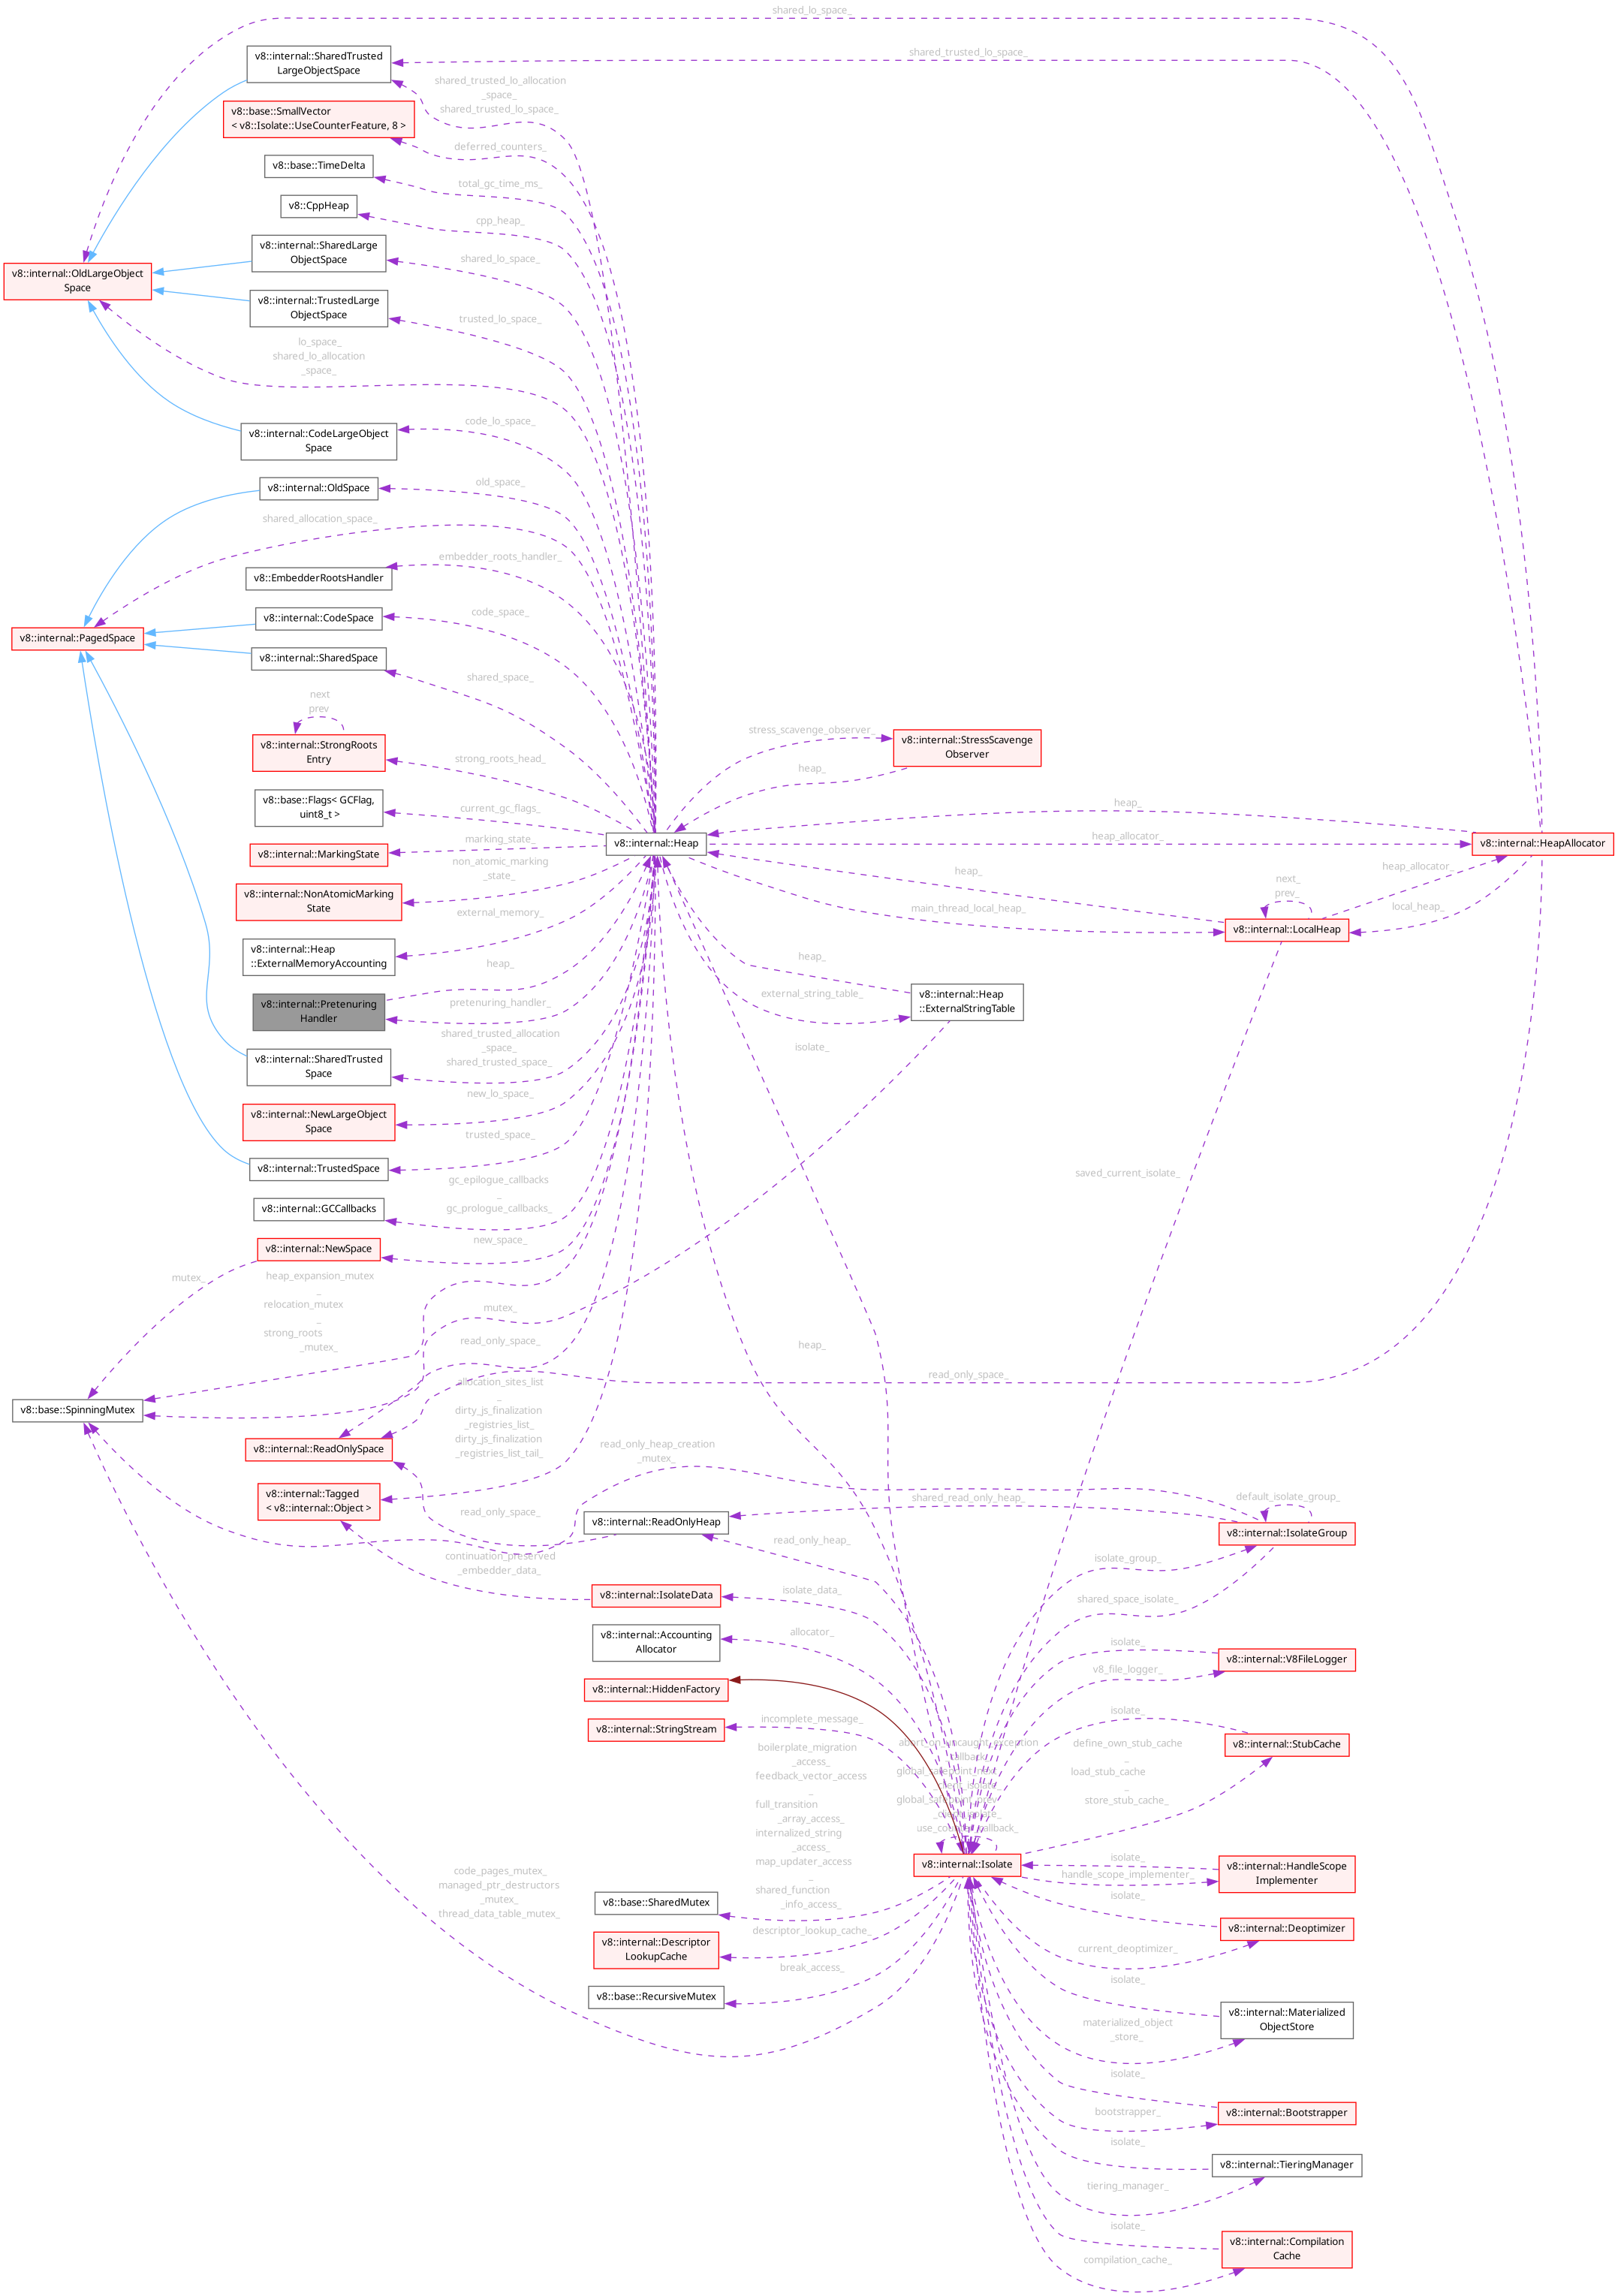 shared_lo_space_
v8::internal::SharedTrusted
LargeObjectSpace
shared_trusted_lo_space_
shared_trusted_lo_allocation
_space_
shared_trusted_lo_space_
v8::base::SmallVector
< v8::Isolate::UseCounterFeature, 8 >
deferred_counters_
v8::base::TimeDelta
total_gc_time_ms_
v8::CppHeap
cpp_heap_
v8::internal::SharedLarge
ObjectSpace
shared_lo_space_
v8::internal::OldLargeObject
Space
v8::internal::TrustedLarge
ObjectSpace
trusted_lo_space_
lo_space_
shared_lo_allocation
_space_
v8::internal::CodeLargeObject
Space
code_lo_space_
v8::internal::OldSpace
old_space_
shared_allocation_space_
v8::EmbedderRootsHandler
embedder_roots_handler_
v8::internal::CodeSpace
code_space_
v8::internal::PagedSpace
v8::internal::SharedSpace
shared_space_
next
prev
v8::internal::StrongRoots
Entry
strong_roots_head_
stress_scavenge_observer_
v8::internal::StressScavenge
Observer
heap_
v8::base::Flags< GCFlag,
uint8_t >
current_gc_flags_
heap_
v8::internal::MarkingState
marking_state_
v8::internal::Heap
heap_allocator_
v8::internal::HeapAllocator
v8::internal::NonAtomicMarking
State
non_atomic_marking
_state_
heap_
next_
prev_
heap_allocator_
external_memory_
main_thread_local_heap_
v8::internal::LocalHeap
local_heap_
v8::internal::Heap
::ExternalMemoryAccounting
heap_
heap_
v8::internal::Pretenuring
Handler
pretenuring_handler_
external_string_table_
v8::internal::Heap
::ExternalStringTable
shared_trusted_allocation
_space_
shared_trusted_space_
v8::internal::SharedTrusted
Space
isolate_
new_lo_space_
v8::internal::NewLargeObject
Space
trusted_space_
v8::internal::TrustedSpace
saved_current_isolate_
gc_epilogue_callbacks
_
gc_prologue_callbacks_
v8::internal::GCCallbacks
v8::internal::NewSpace
new_space_
mutex_
heap_expansion_mutex
_
relocation_mutex
_
strong_roots
_mutex_
mutex_
read_only_space_
heap_
read_only_space_
v8::base::SpinningMutex
allocation_sites_list
_
dirty_js_finalization
_registries_list_
dirty_js_finalization
_registries_list_tail_
v8::internal::ReadOnlySpace
read_only_heap_creation
_mutex_
v8::internal::Tagged
< v8::internal::Object >
read_only_space_
v8::internal::ReadOnlyHeap
shared_read_only_heap_
default_isolate_group_
v8::internal::IsolateGroup
read_only_heap_
continuation_preserved
_embedder_data_
isolate_group_
v8::internal::IsolateData
isolate_data_
shared_space_isolate_
v8::internal::Accounting
Allocator
allocator_
isolate_
v8::internal::V8FileLogger
v8_file_logger_
v8::internal::HiddenFactory
v8::internal::StringStream
incomplete_message_
isolate_
v8::internal::StubCache
abort_on_uncaught_exception
_callback_
global_safepoint_next
_client_isolate_
global_safepoint_prev
_client_isolate_
use_counter_callback_
define_own_stub_cache
_
load_stub_cache
_
store_stub_cache_
boilerplate_migration
_access_
feedback_vector_access
_
full_transition
_array_access_
internalized_string
_access_
map_updater_access
_
shared_function
_info_access_
v8::internal::Isolate
isolate_
handle_scope_implementer_
v8::internal::HandleScope
Implementer
code_pages_mutex_
managed_ptr_destructors
_mutex_
thread_data_table_mutex_
v8::base::SharedMutex
isolate_
v8::internal::Deoptimizer
v8::internal::Descriptor
LookupCache
descriptor_lookup_cache_
current_deoptimizer_
break_access_
v8::base::RecursiveMutex
isolate_
v8::internal::Materialized
ObjectStore
materialized_object
_store_
isolate_
bootstrapper_
v8::internal::Bootstrapper
isolate_
v8::internal::TieringManager
tiering_manager_
isolate_
v8::internal::Compilation
Cache
compilation_cache_